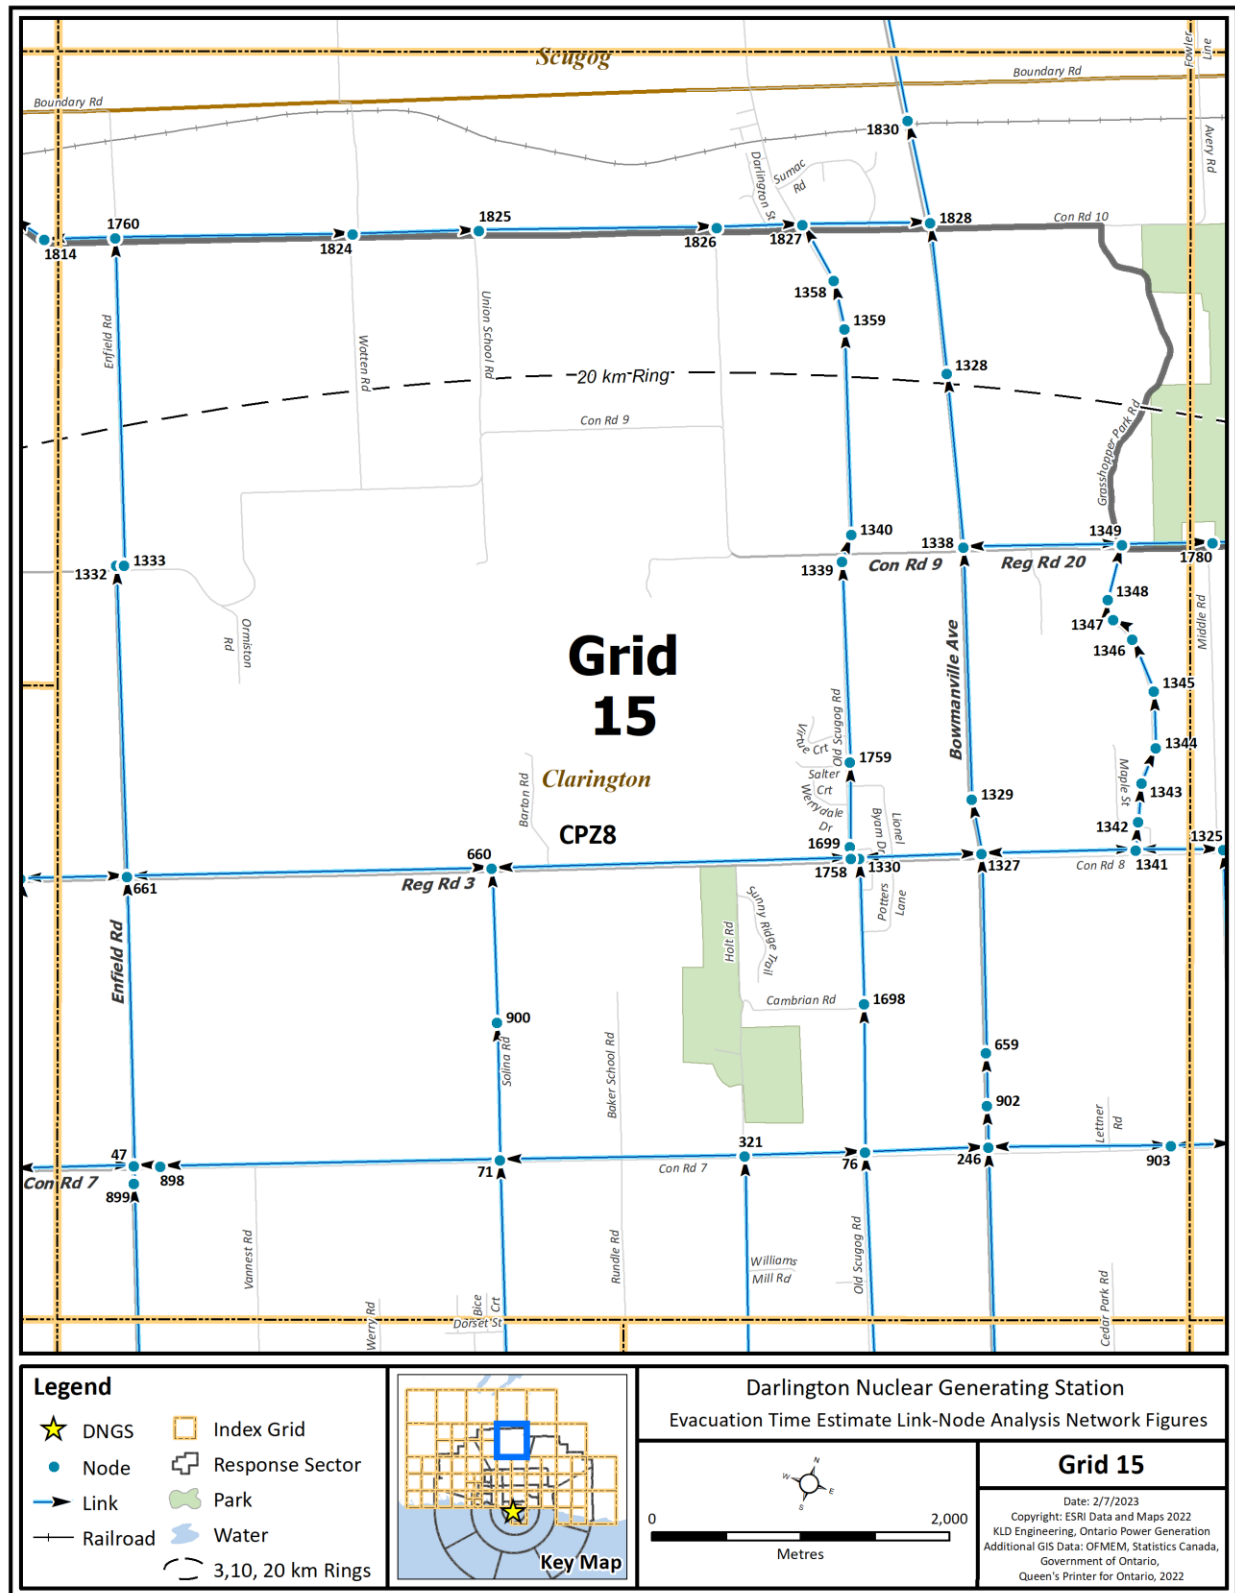 Scugog
Fowler
Line
Boundary Rd
Boundary Rd
1830
Avery Rd
Darlington St
Sumac
Rd
1760
1825
1828
Con Rd 10
1814
1824
1826
1827
1358
1359
Enfield Rd
Union School Rd
Wotten Rd
20 km Ring
1328
Con Rd 9
Grasshopper Park Rd
1340
1338
1349
1332
1333
1339
Con Rd 9
Reg Rd 20
1780
1348
1347
1346
Ormiston
Rd
Middle Rd
Grid
15
Bowmanville Ave
1345
Old Scugog Rd
Virtue Crt
1344
1759
Clarington
Salter
Crt
Maple St
1343
Barton Rd
Werrydale
Dr
1329
Byam Dr
Lionel
CPZ8
1342
1325
1699
660
1758
1330
1327
1341
Con Rd 8
661
Reg Rd 3
Potters
Lane
Enfield Rd
Holt Rd
Sunny Ridge Trail
Cambrian Rd
1698
900
Solina Rd
Baker School Rd
659
902
Lettner
Rd
47
321
898
71
Con Rd 7
76
246
903
Con Rd 7
899
Vannest Rd
Rundle Rd
Old Scugog Rd
Williams
Mill Rd
Cedar Park Rd
Werry Rd
Bice
Crt
Dorset St
Legend
DNGS
Index Grid
Node
Response Sector
Link
Park
Railroad
Water
3,10, 20 km Rings
Key Map
Darlington Nuclear Generating Station
Evacuation Time Estimate Link-Node Analysis Network Figures
N
W
E
S
0
2,000
Metres
Grid 15
Date: 2/7/2023
Copyright: ESRI Data and Maps 2022
KLD Engineering, Ontario Power Generation
Additional GIS Data: OFMEM, Statistics Canada,
Government of Ontario,
Queen's Printer for Ontario, 2022